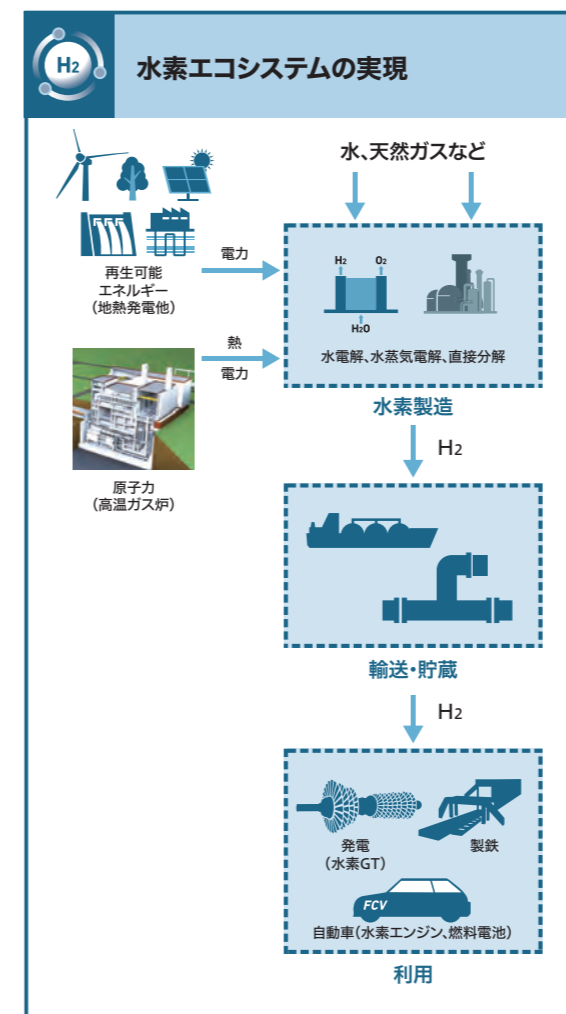 H2
水素エコシステムの実現
水、天然ガスなど
電力
再生可能
エネルギー
(地熱発電他)
H2 O2
H2O
水電解、水蒸気電解、直接分解
水素製造
熱
電力
原子力
(高温ガス炉)
H2
輸送・貯蔵
H2
発電
(水素GT)
製鉄
FCV
自動車(水素エンジン、燃料電池)
利用